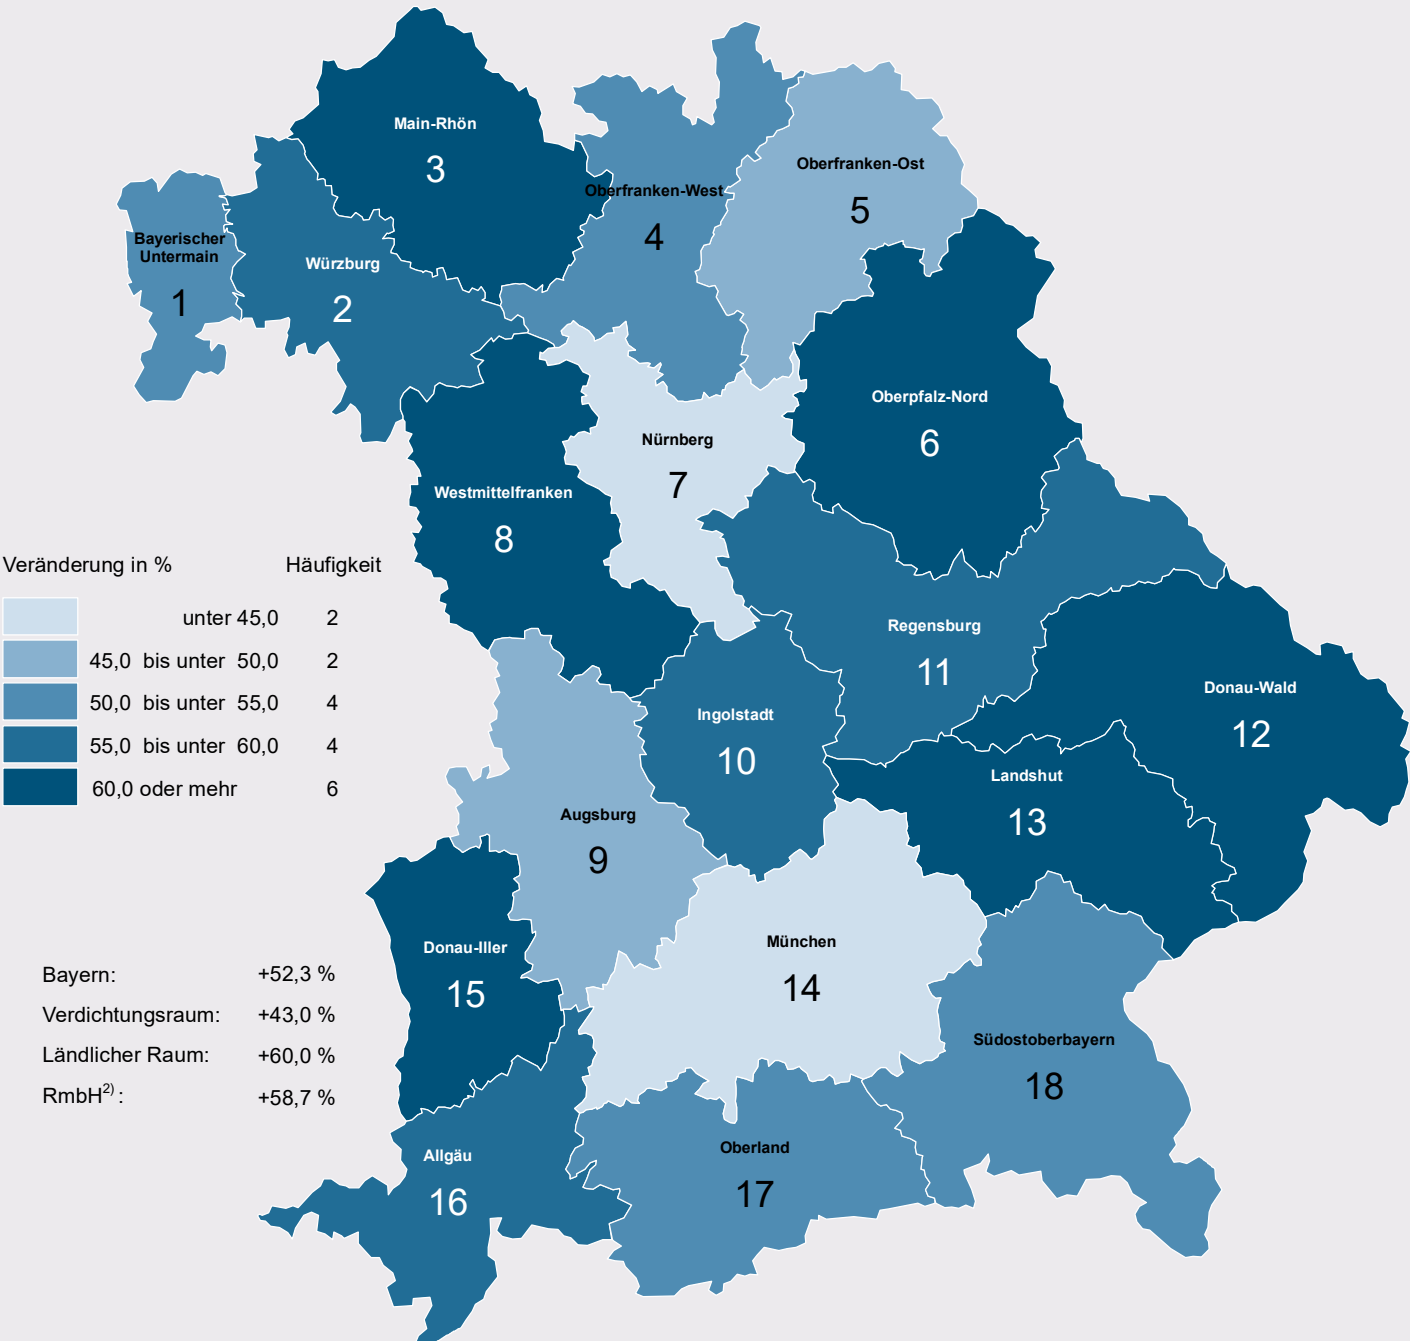 Main-Rhön
3
Oberfranken-Ost
5
Oberfranken-West
4
Bayerischer
Untermain
1
Würzburg
2
Oberpfalz-Nord
6
Nürnberg
7
Westmittelfranken
8
Veränderung in % Häufigkeit
unter 45,0 2
45,0 bis unter 50,0 2
50,0 bis unter 55,0 4
55,0 bis unter 60,0 4
60,0 oder mehr 6
Regensburg
11
Donau-Wald
12
Ingolstadt
10
Landshut
13
Augsburg
9
München
14
Donau-Iller
15
Bayern: +52,3 %
Verdichtungsraum: +43,0 %
Ländlicher Raum: +60,0 %
RmbH2) : +58,7 %
Südostoberbayern
18
Oberland
17
Allgäu
16